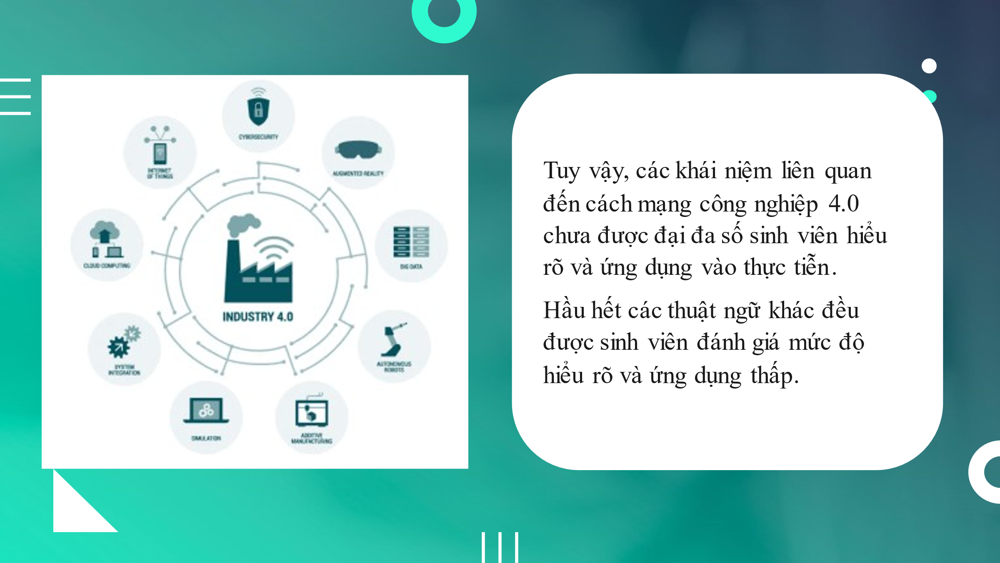 CYBERSECURITY
INTERNET
OF THINGS
AUGMENTED REALITY
CLOUD COMPUTING
BIG DATA
INDUSTRY 4.0
SYSTEM
INTEGRATION
AUTONOMOUS
ROBOTS
SIMULATION
ADDITIVE
MANUFACTURING
Tuy vậy, các khái niệm liên quan
đến cách mạng công nghiệp 4.0
chưa được đại đa số sinh viên hiểu
rõ và ứng dụng vào thực tiễn.
Hầu hết các thuật ngữ khác đều
được sinh viên đánh giá mức độ
hiểu rõ và ứng dụng thấp.